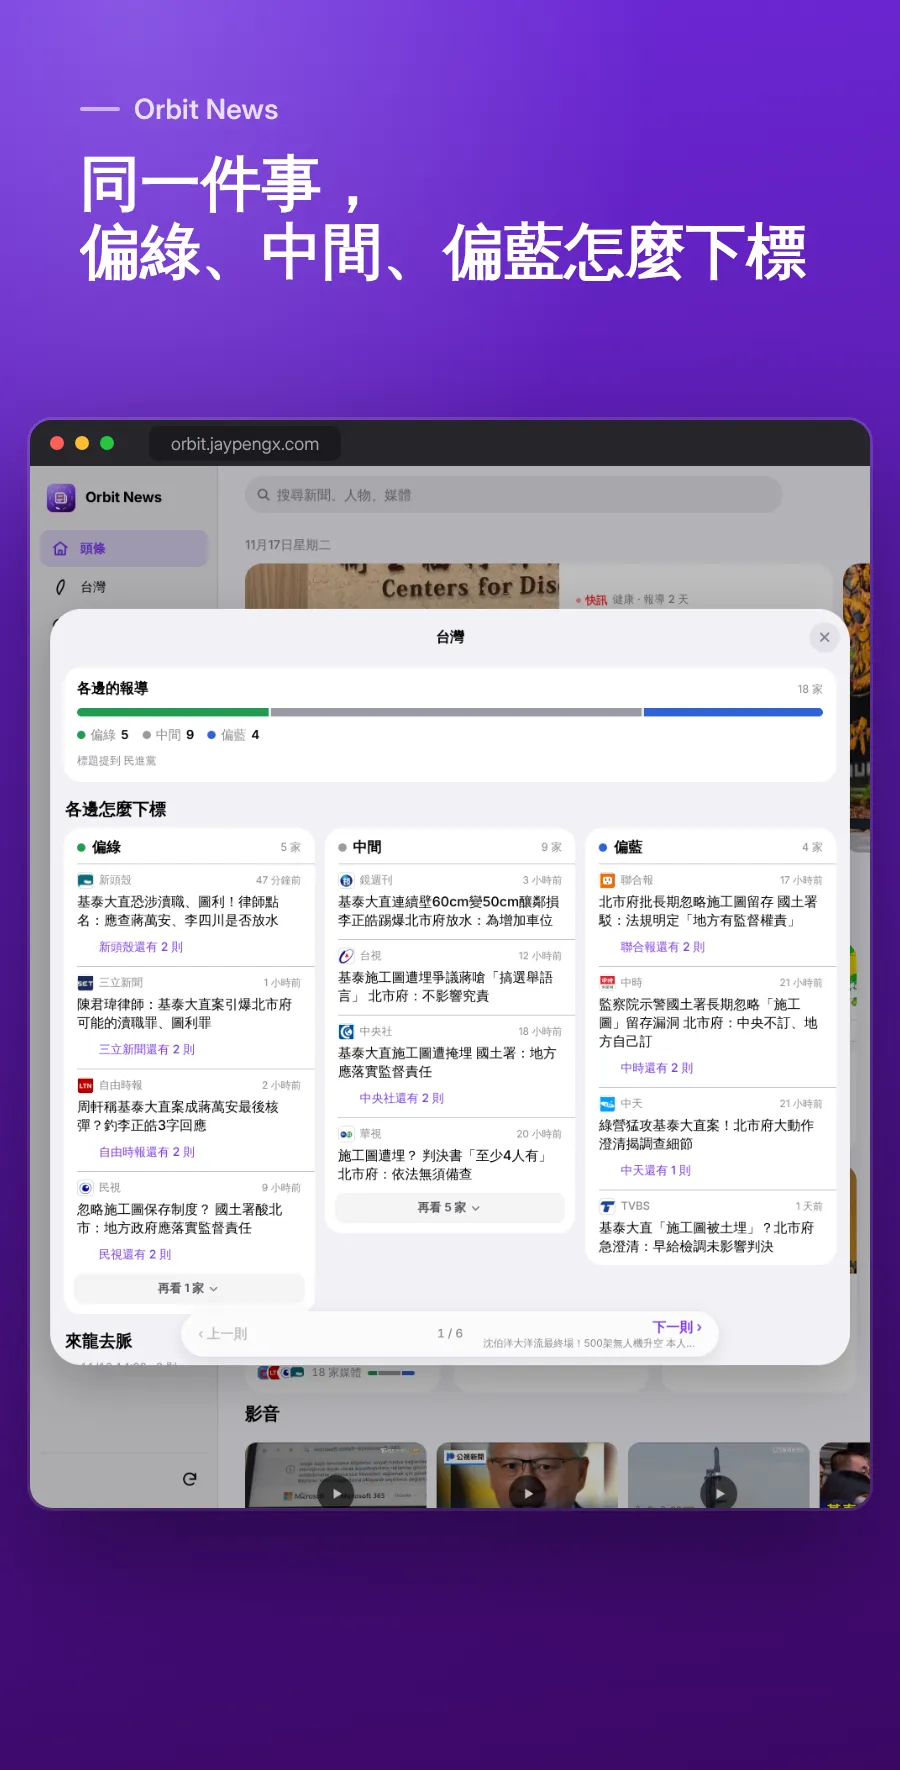 Orbit News
同一件事，
偏綠、中間、偏藍怎麼下標
orbit.jaypengx.com
Orbit News
搜尋新聞、人物、媒體
頭條
台灣
11月17日星期二
Centers for Dis
快訊 健康 · 報導 2 天
台灣
各邊的報導
18 家
偏綠 5 中間 9 偏藍 4
標題提到 民進黨
各邊怎麼下標
偏綠
5 家
新頭殼
47 分鐘前
基泰大直恐涉瀆職、圖利！律師點
名：應查蔣萬安、李四川是否放水
新頭殼還有 2 則
三立新聞
1 小時前
陳君瑋律師：基泰大直案引爆北市府
可能的瀆職罪、圖利罪
三立新聞還有 2 則
自由時報
2 小時前
周軒稱基泰大直案成蔣萬安最後核
彈？釣李正皓3字回應
自由時報還有 2 則
民視
9 小時前
忽略施工圖保存制度？ 國土署酸北
市：地方政府應落實監督責任
民視還有 2 則
再看 1 家
中間
9 家
鏡週刊
3 小時前
基泰大直連續壁60cm變50cm釀鄰損
李正皓踢爆北市府放水：為增加車位
台視
12 小時前
基泰施工圖遭埋爭議蔣嗆「搞選舉語
言」 北市府：不影響究責
中央社
18 小時前
基泰大直施工圖遭掩埋 國土署：地方
應落實監督責任
中央社還有 2 則
華視
20 小時前
施工圖遭埋？ 判決書「至少4人有」
北市府：依法無須備查
再看 5 家
偏藍
4 家
聯合報
17 小時前
北市府批長期忽略施工圖留存 國土署
駁：法規明定「地方有監督權責」
聯合報還有 2 則
中時
21 小時前
監察院示警國土署長期忽略「施工
圖」留存漏洞 北市府：中央不訂、地
方自己訂
中時還有 2 則
中天
21 小時前
綠營猛攻基泰大直案！北市府大動作
澄清揭調查細節
中天還有 1 則
TVBS
1 天前
基泰大直「施工圖被土埋」？北市府
急澄清：早給檢調未影響判決
來龍去脈
‹ 上一則
1 / 6
下一則 ›
沈伯洋大洋流最終場！500架無人機升空 本人...
18 家媒體
影音
公視新聞
Microsoft 365